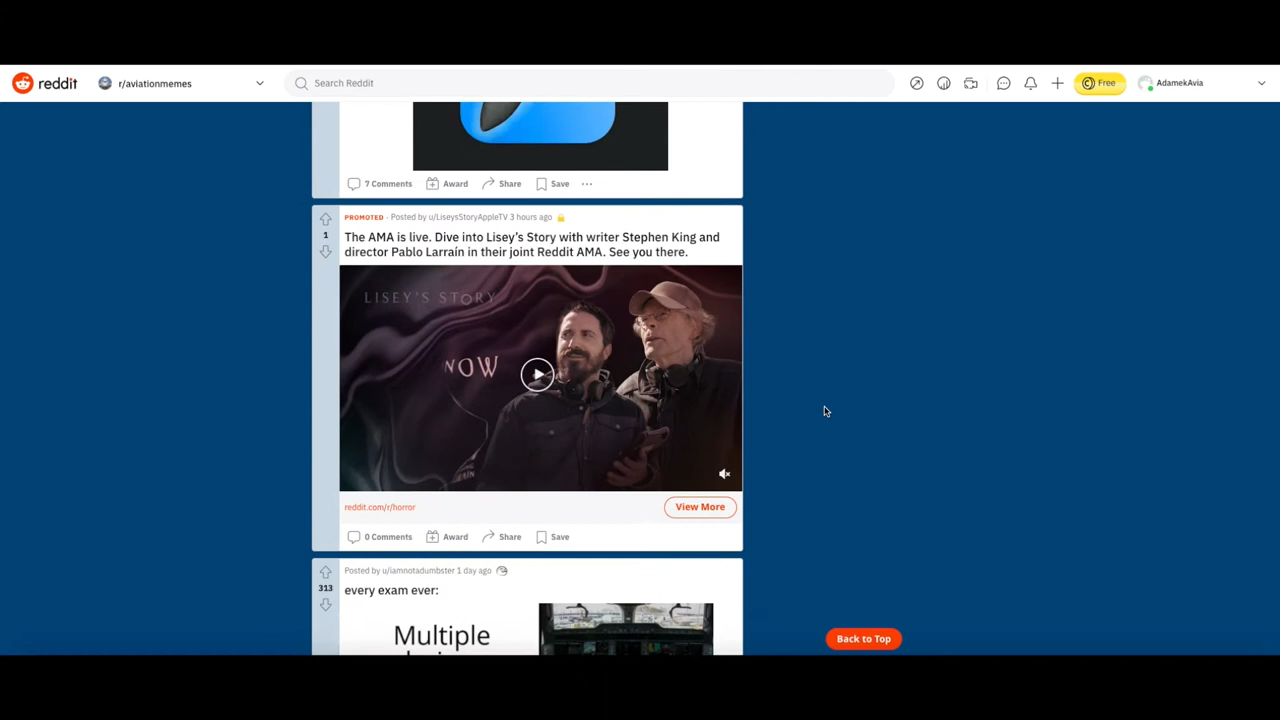 reddit
r/aviationmemes
Search Reddit
Free
AdamekAvia
7 Comments Award Share Save
PROMOTED · Posted by u/LiseysStoryAppleTV 3 hours ago
1
The AMA is live. Dive into Lisey's Story with writer Stephen King and
director Pablo Larraín in their joint Reddit AMA. See you there.
LISEY'S STORY
NOW
reddit.com/r/horror
View More
0 Comments Award Share Save
Posted by u/iamnotadumbster 1 day ago
313
every exam ever:
Multiple
Back to Top